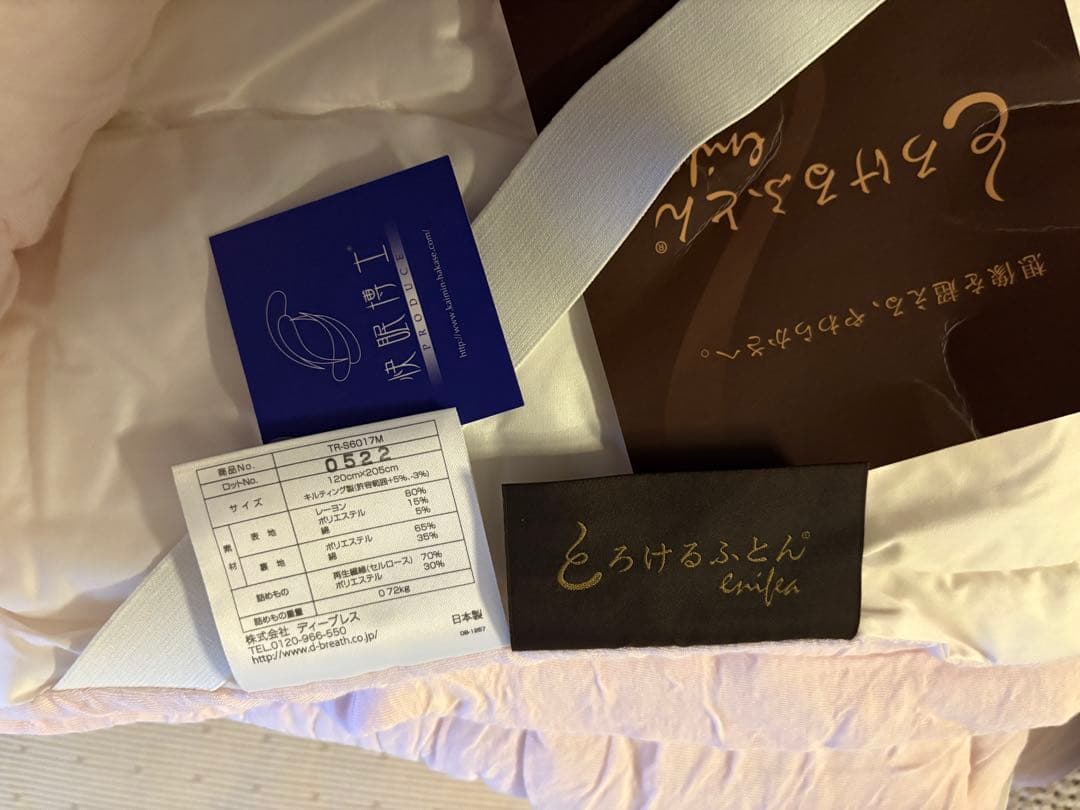 とろけるふとん®
想像を超える、やわらかさへ。
快眠博士®
PRODUCE
http://www.kaimin-hakase.com/
商品No. TR-S6017M
ロットNo. 0522
サイズ 120cm×205cm
キルティング製(許容範囲+5%,-3%)
素材 表地 レーヨン 80%
ポリエステル 15%
綿 5%
裏地 ポリエステル 65%
綿 35%
詰めもの 再生繊維(セルロース) 70%
ポリエステル 30%
詰めもの重量 0.72kg
株式会社 ディーブレス
TEL.0120-966-550
http://www.d-breath.co.jp/
日本製
08-1257
とろけるふとん®
enifea